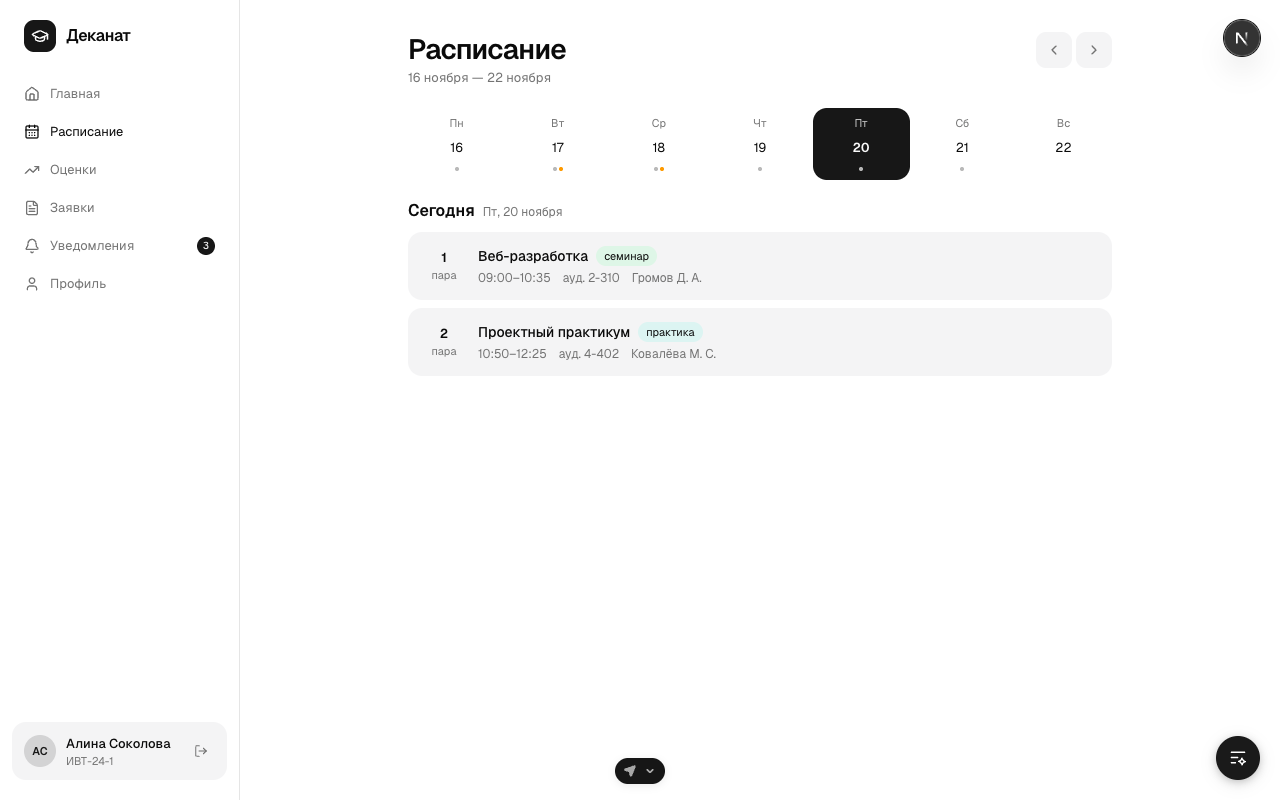 Деканат
Главная
Расписание
Оценки
Заявки
Уведомления 3
Профиль
АС
Алина Соколова
ИВТ-24-1
Расписание
16 ноября — 22 ноября
Пн Вт Ср Чт Пт Сб Вс
16 17 18 19 20 21 22
Сегодня Пт, 20 ноября
1 пара
Веб-разработка семинар
09:00–10:35 ауд. 2-310 Громов Д. А.
2 пара
Проектный практикум практика
10:50–12:25 ауд. 4-402 Ковалёва М. С.
N